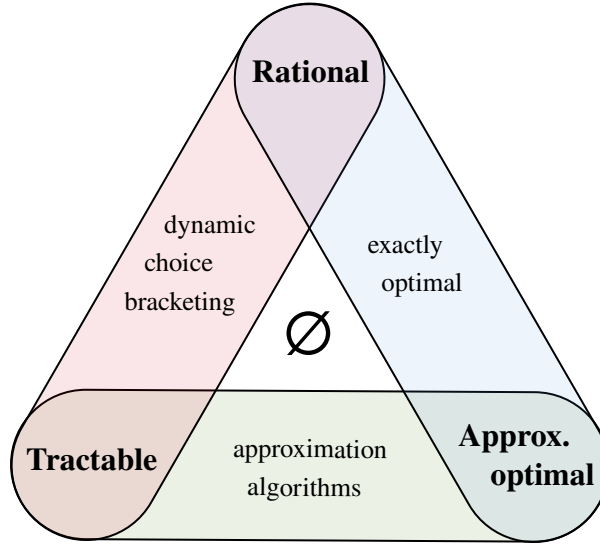 Rational
dynamic
choice
bracketing
exactly
optimal
∅
Tractable
approximation
algorithms
Approx.
optimal